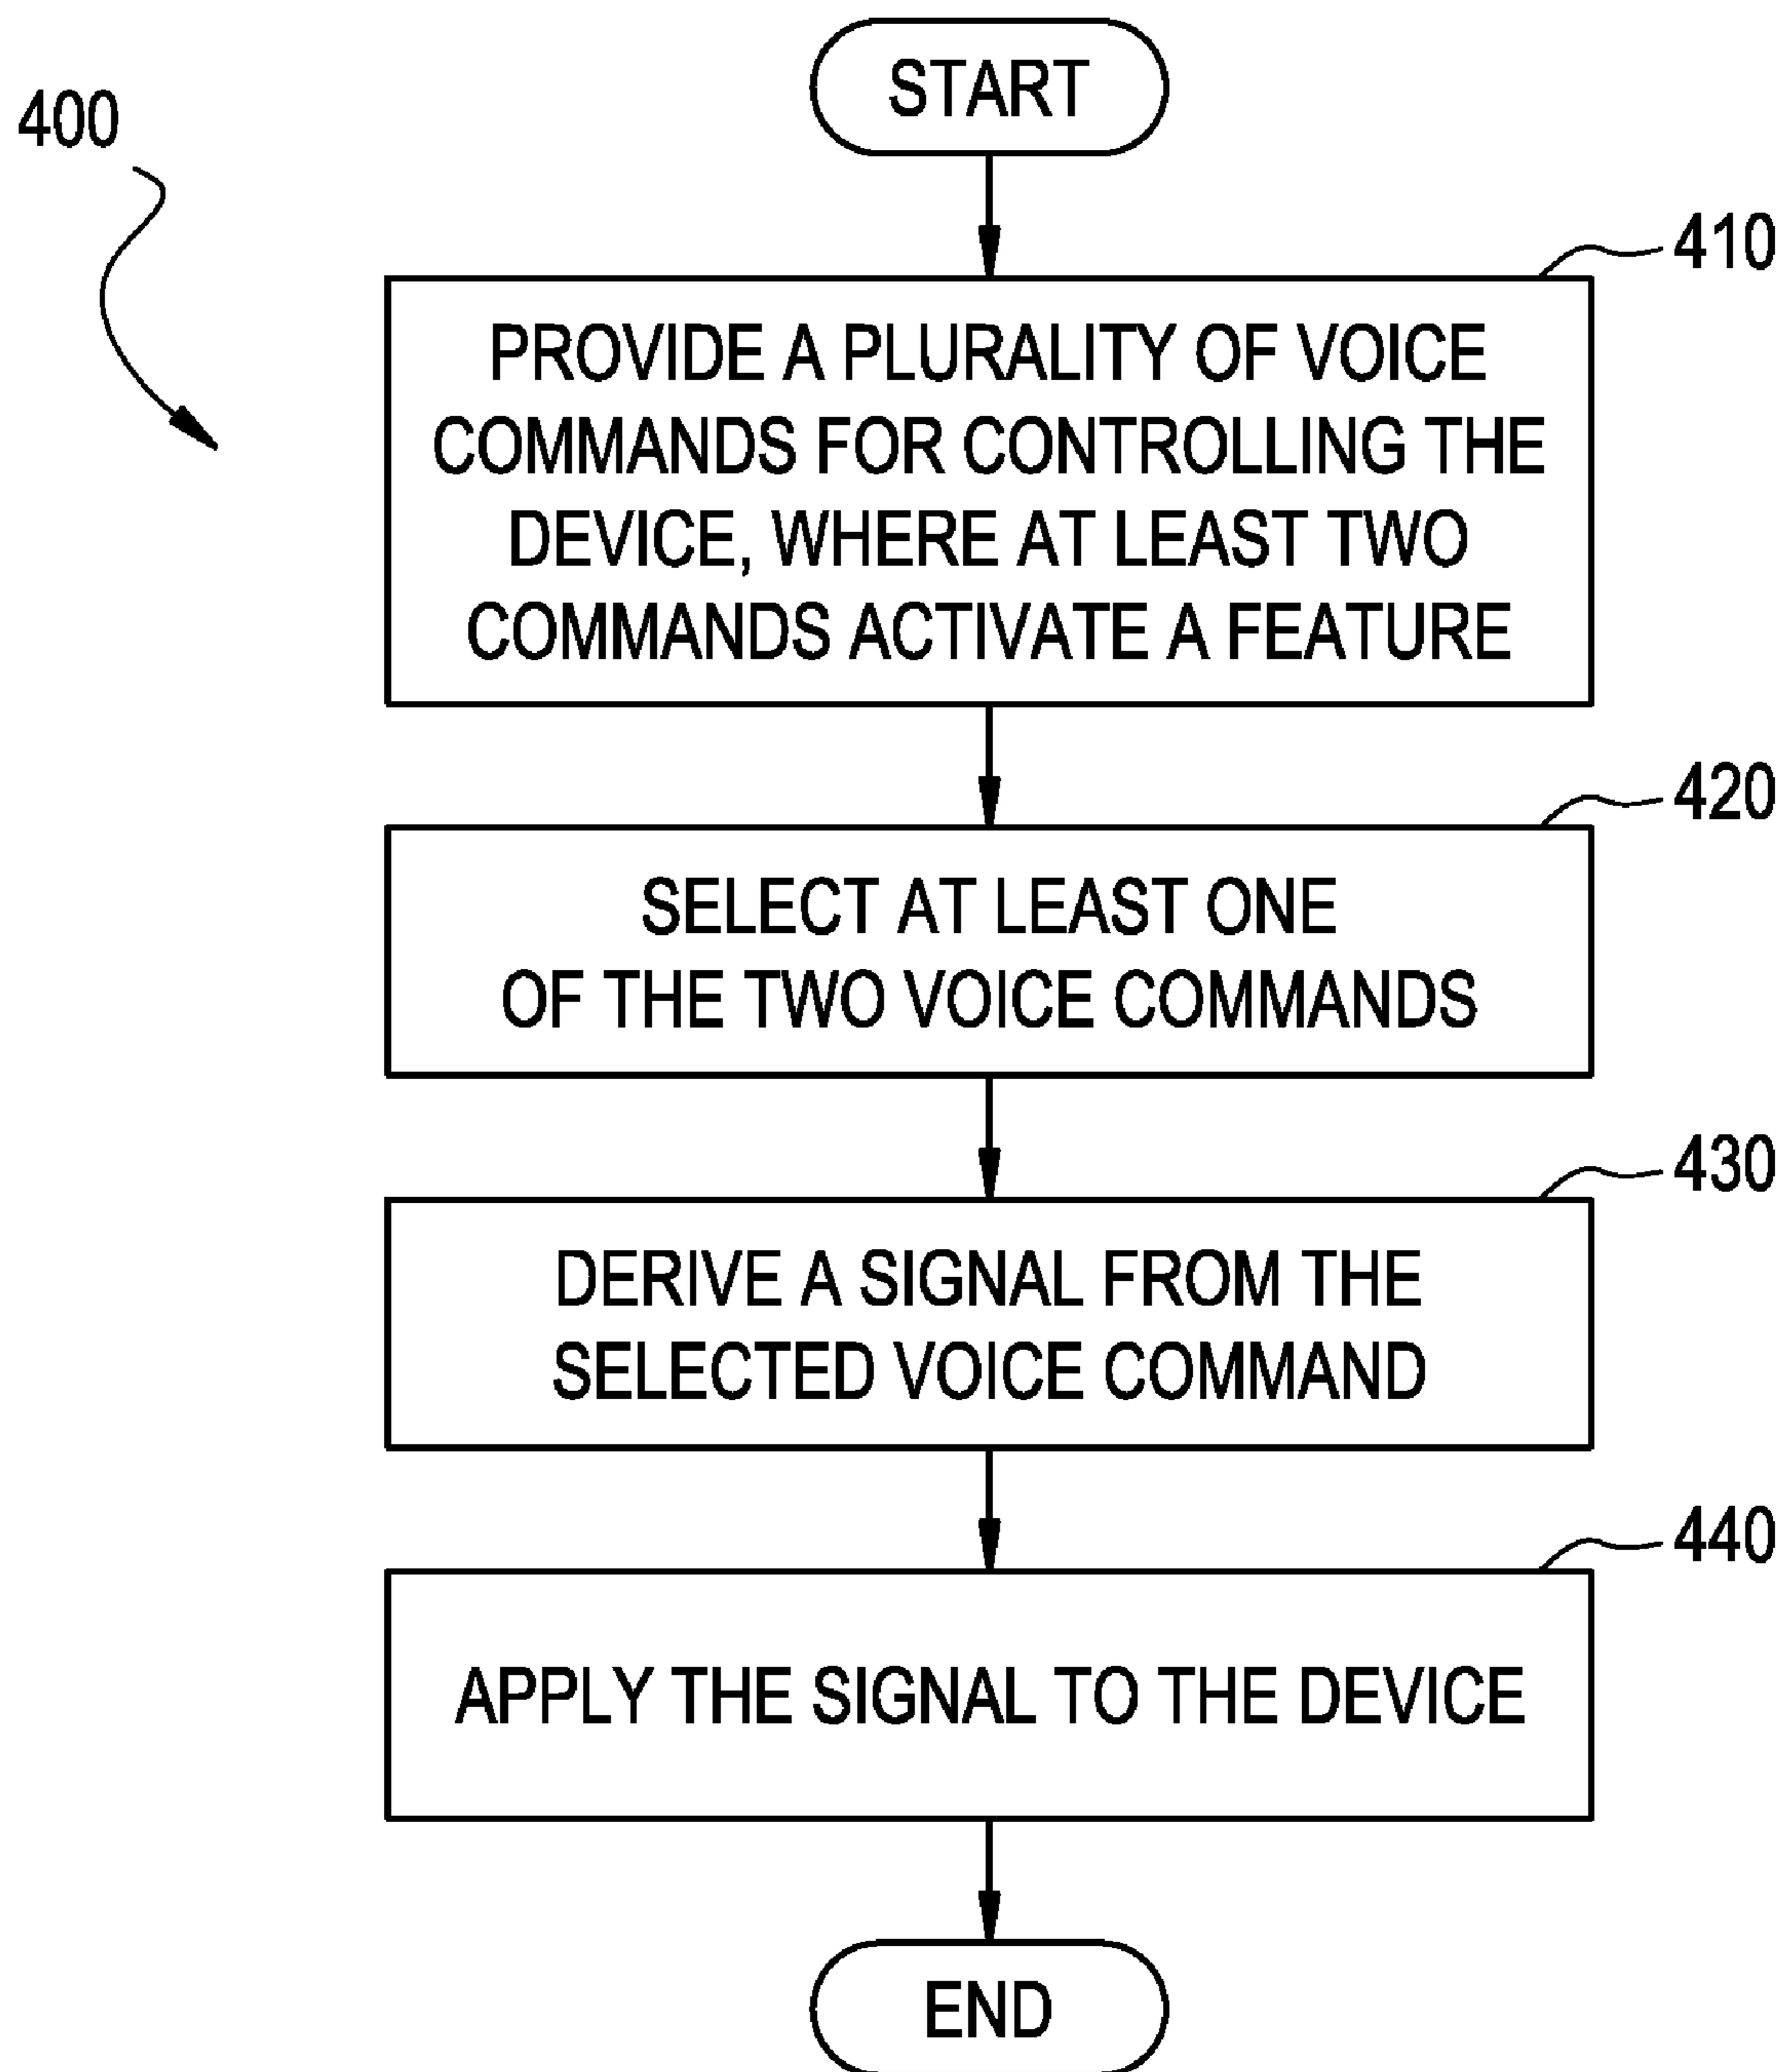 START
400
410
PROVIDE A PLURALITY OF VOICE
COMMANDS FOR CONTROLLING THE
DEVICE, WHERE AT LEAST TWO
COMMANDS ACTIVATE A FEATURE
420
SELECT AT LEAST ONE
OF THE TWO VOICE COMMANDS
430
DERIVE A SIGNAL FROM THE
SELECTED VOICE COMMAND
440
APPLY THE SIGNAL TO THE DEVICE
END